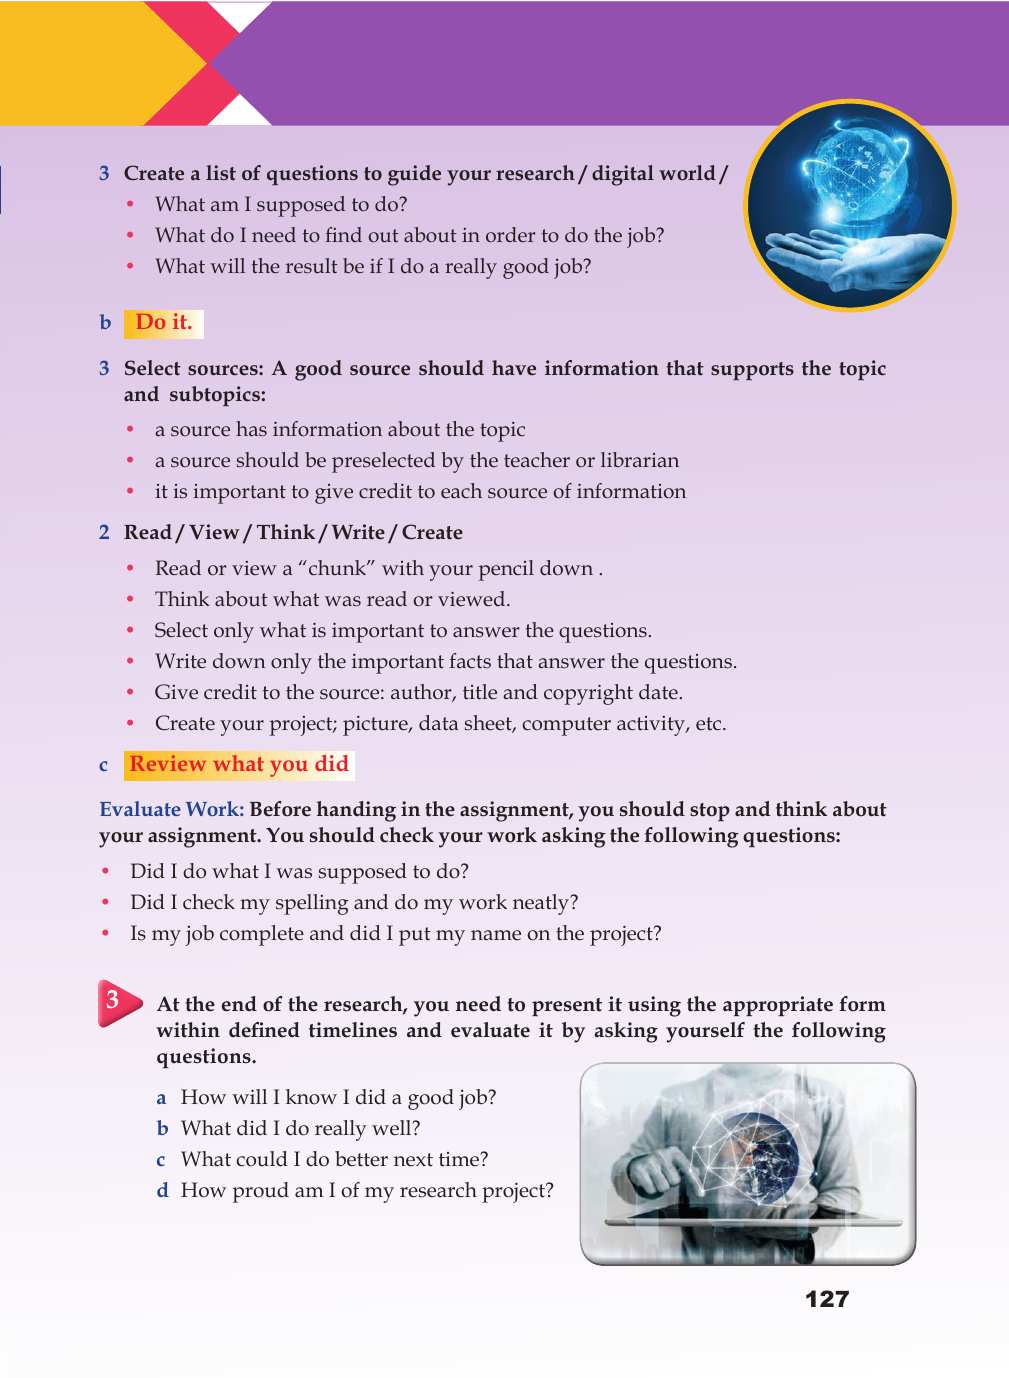 3 Create a list of questions to guide your research / digital world /
• What am I supposed to do?
• What do I need to find out about in order to do the job?
• What will the result be if I do a really good job?
b Do it.
3 Select sources: A good source should have information that supports the topic
and subtopics:
• a source has information about the topic
• a source should be preselected by the teacher or librarian
• it is important to give credit to each source of information
2 Read / View / Think / Write / Create
• Read or view a “chunk” with your pencil down .
• Think about what was read or viewed.
• Select only what is important to answer the questions.
• Write down only the important facts that answer the questions.
• Give credit to the source: author, title and copyright date.
• Create your project; picture, data sheet, computer activity, etc.
c Review what you did
Evaluate Work: Before handing in the assignment, you should stop and think about
your assignment. You should check your work asking the following questions:
• Did I do what I was supposed to do?
• Did I check my spelling and do my work neatly?
• Is my job complete and did I put my name on the project?
3 At the end of the research, you need to present it using the appropriate form
within defined timelines and evaluate it by asking yourself the following
questions.
a How will I know I did a good job?
b What did I do really well?
c What could I do better next time?
d How proud am I of my research project?
127